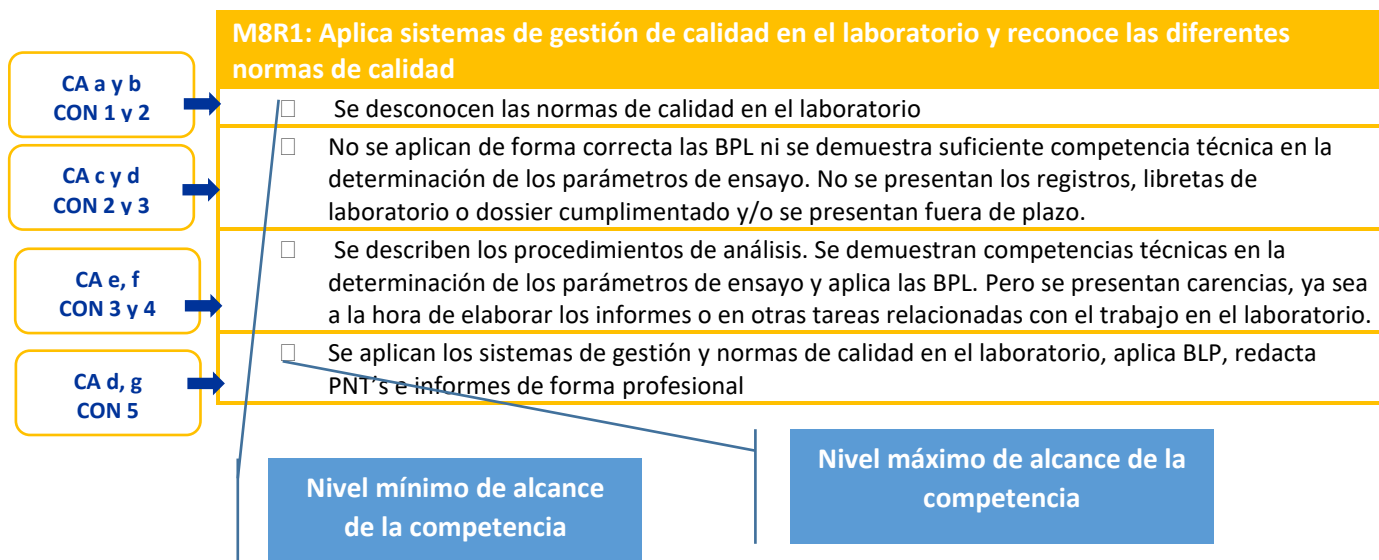 M8R1: Aplica sistemas de gestión de calidad en el laboratorio y reconoce las diferentes
normas de calidad
CA a y b
CON 1 y 2
Se desconocen las normas de calidad en el laboratorio
CA c y d
CON 2 y 3
No se aplican de forma correcta las BPL ni se demuestra suficiente competencia técnica en la
determinación de los parámetros de ensayo. No se presentan los registros, libretas de
laboratorio o dossier cumplimentado y/o se presentan fuera de plazo.
CA e, f
CON 3 y 4
Se describen los procedimientos de análisis. Se demuestran competencias técnicas en la
determinación de los parámetros de ensayo y aplica las BPL. Pero se presentan carencias, ya sea
a la hora de elaborar los informes o en otras tareas relacionadas con el trabajo en el laboratorio.
CA d, g
CON 5
Se aplican los sistemas de gestión y normas de calidad en el laboratorio, aplica BLP, redacta
PNT's e informes de forma profesional
Nivel mínimo de alcance
de la competencia
Nivel máximo de alcance de la
competencia